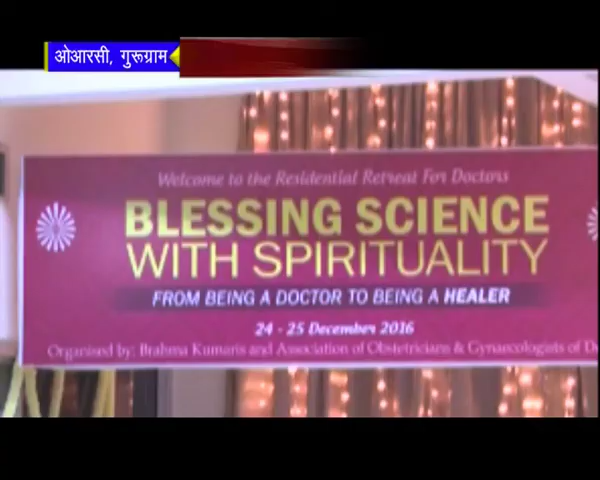 ओआरसी, गुरूग्राम
Welcome to the Residential Retreat For Doctors
BLESSING SCIENCE
WITH SPIRITUALITY
FROM BEING A DOCTOR TO BEING A HEALER
24 - 25 December 2016
Organised by: Brahma Kumaris and Association of Obstetricians & Gynaecologists of